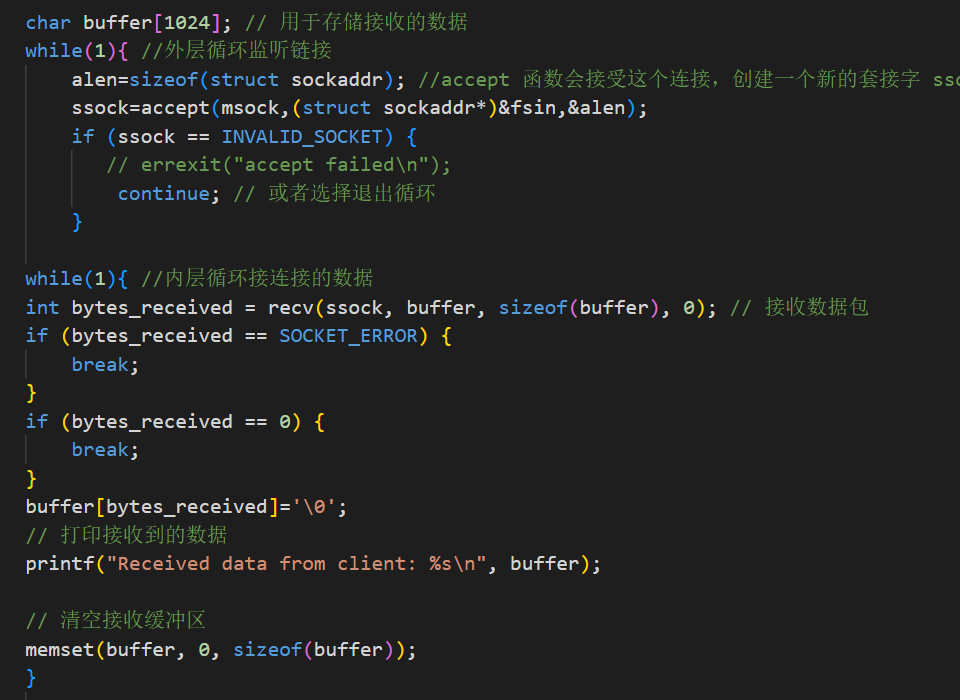 char buffer[1024]; // 用于存储接收的数据
while(1){ //外层循环监听链接
alen=sizeof(struct sockaddr); //accept 函数会接受这个连接，创建一个新的套接字
ssock=accept(msock,(struct sockaddr*)&fsin,&alen);
if (ssock == INVALID_SOCKET) {
// errexit("accept failed\n");
continue; // 或者选择退出循环
}
while(1){ //内层循环接连接的数据
int bytes_received = recv(ssock, buffer, sizeof(buffer), 0); // 接收数据包
if (bytes_received == SOCKET_ERROR) {
break;
}
if (bytes_received == 0) {
break;
}
buffer[bytes_received]='\0';
// 打印接收到的数据
printf("Received data from client: %s\n", buffer);
// 清空接收缓冲区
memset(buffer, 0, sizeof(buffer));
}